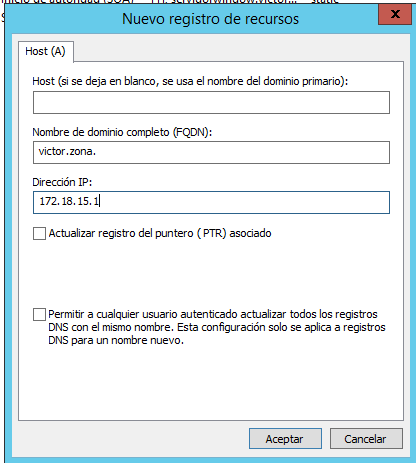 Nuevo registro de recursos
x
Host (A)
Host (si se deja en blanco, se usa el nombre del dominio primario):
Nombre de dominio completo (FQDN):
victor.zona.
Dirección IP:
172.18.15.1
Actualizar registro del puntero (PTR) asociado
Permitir a cualquier usuario autenticado actualizar todos los registros
DNS con el mismo nombre. Esta configuración solo se aplica a registros
DNS para un nombre nuevo.
Aceptar
Cancelar